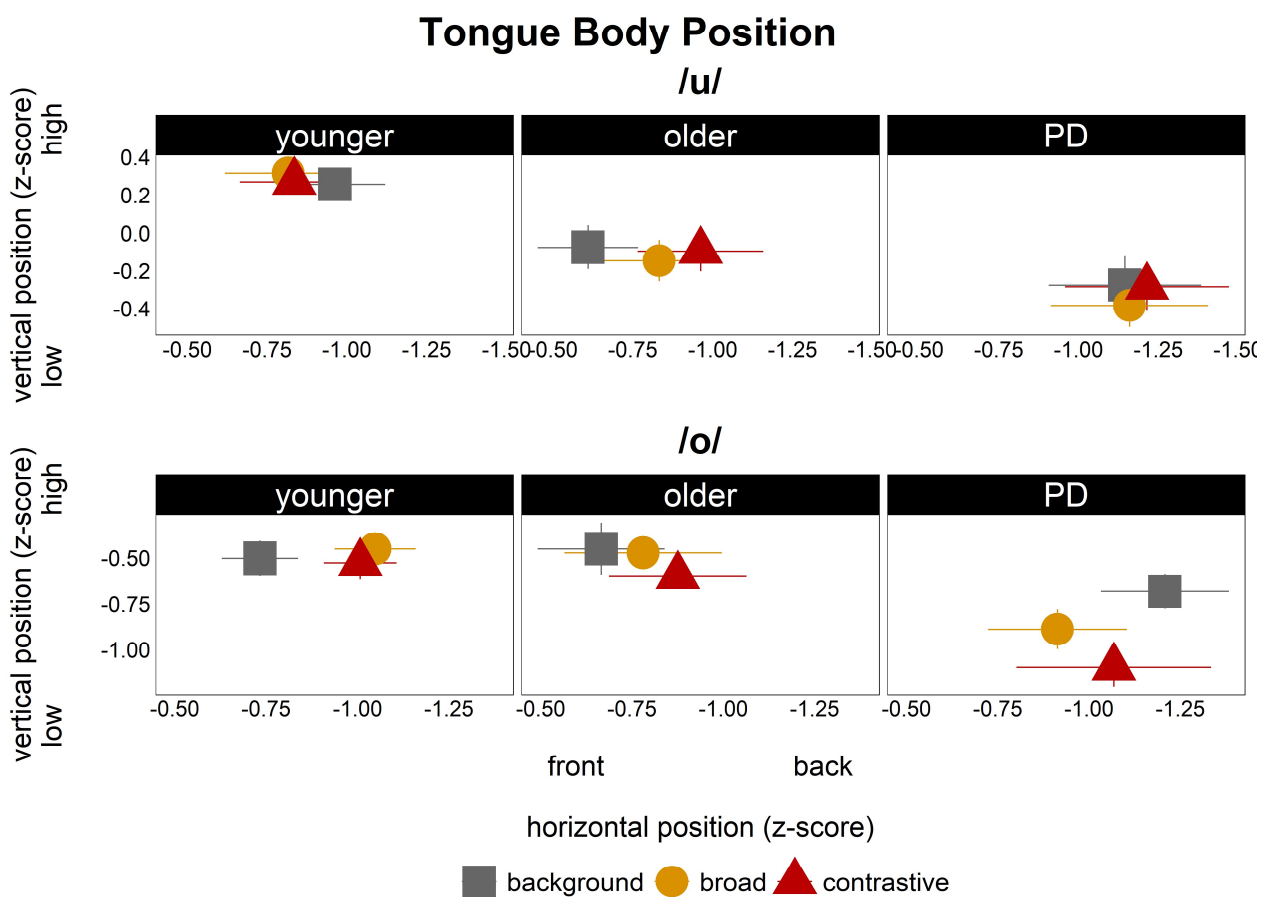 Tongue Body Position
/u/
vertical position (z-score)
low high
younger older PD
0.4
0.2
0.0
-0.2
-0.4
-0.50 -0.75 -1.00 -1.25 -1.50 -0.50 -0.75 -1.00 -1.25 -1.50 -0.50 -0.75 -1.00 -1.25 -1.50
/o/
vertical position (z-score)
low high
younger older PD
-0.50
-0.75
-1.00
-0.50 -0.75 -1.00 -1.25 -0.50 -0.75 -1.00 -1.25 -0.50 -0.75 -1.00 -1.25
front back
horizontal position (z-score)
background broad contrastive